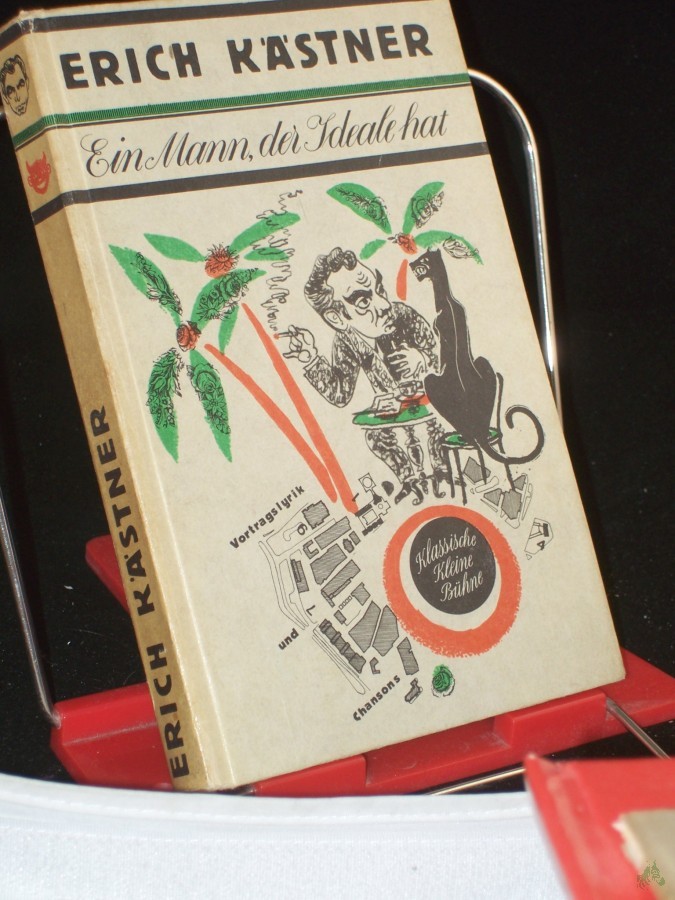 ERICH KÄSTNER
Ein Mann, der Ideale hat
Vortragslyrik
und
Chansons
Klassische
Kleine
Bühne
ERICH KÄSTNER